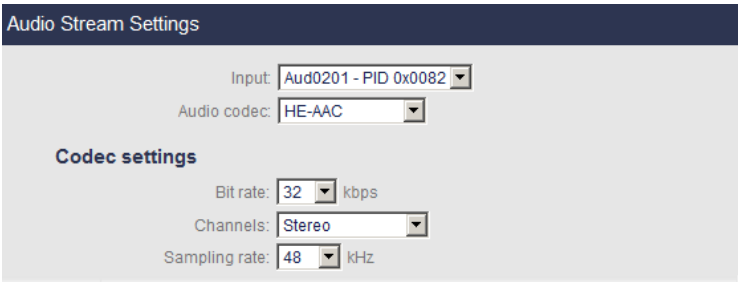 Audio Stream Settings
Input: Aud0201 - PID 0x0082
Audio codec: HE-AAC
Codec settings
Bit rate: 32 kbps
Channels: Stereo
Sampling rate: 48 kHz